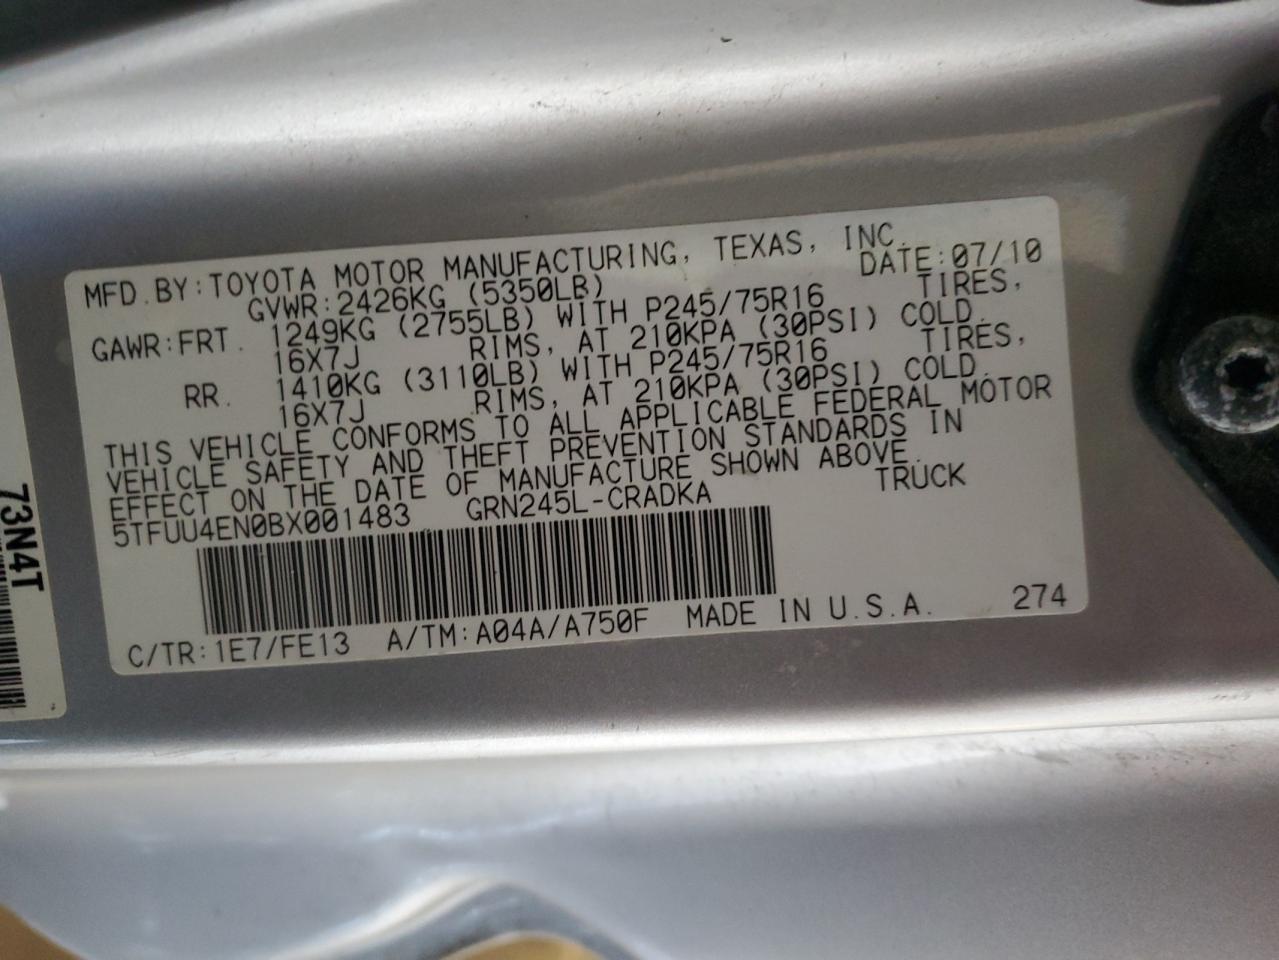 MFD. BY: TOYOTA MOTOR MANUFACTURING, TEXAS, INC.
GVWR: 2426KG (5350LB) DATE: 07/10
GAWR: FRT. 1249KG (2755LB) WITH P245/75R16 TIRES,
16X7J RIMS, AT 210KPA (30PSI) COLD.
RR. 1410KG (3110LB) WITH P245/75R16 TIRES,
16X7J RIMS, AT 210KPA (30PSI) COLD.
THIS VEHICLE CONFORMS TO ALL APPLICABLE FEDERAL MOTOR
VEHICLE SAFETY AND THEFT PREVENTION STANDARDS IN
EFFECT ON THE DATE OF MANUFACTURE SHOWN ABOVE.
5TFUU4EN0BX001483 GRN245L-CRADKA TRUCK
C/TR: 1E7/FE13 A/TM: A04A/A750F MADE IN U.S.A. 274
73N4T